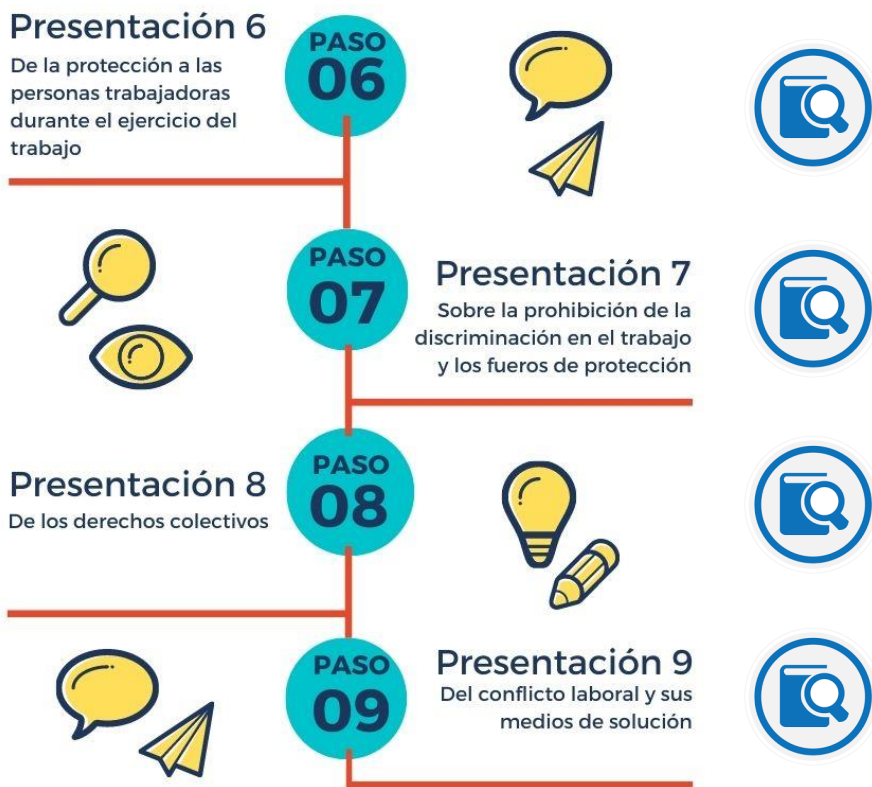 Presentación 6
De la protección a las
personas trabajadoras
durante el ejercicio del
trabajo
PASO
06
PASO
07
Presentación 7
Sobre la prohibición de la
discriminación en el trabajo
y los fueros de protección
Presentación 8
De los derechos colectivos
PASO
08
PASO
09
Presentación 9
Del conflicto laboral y sus
medios de solución